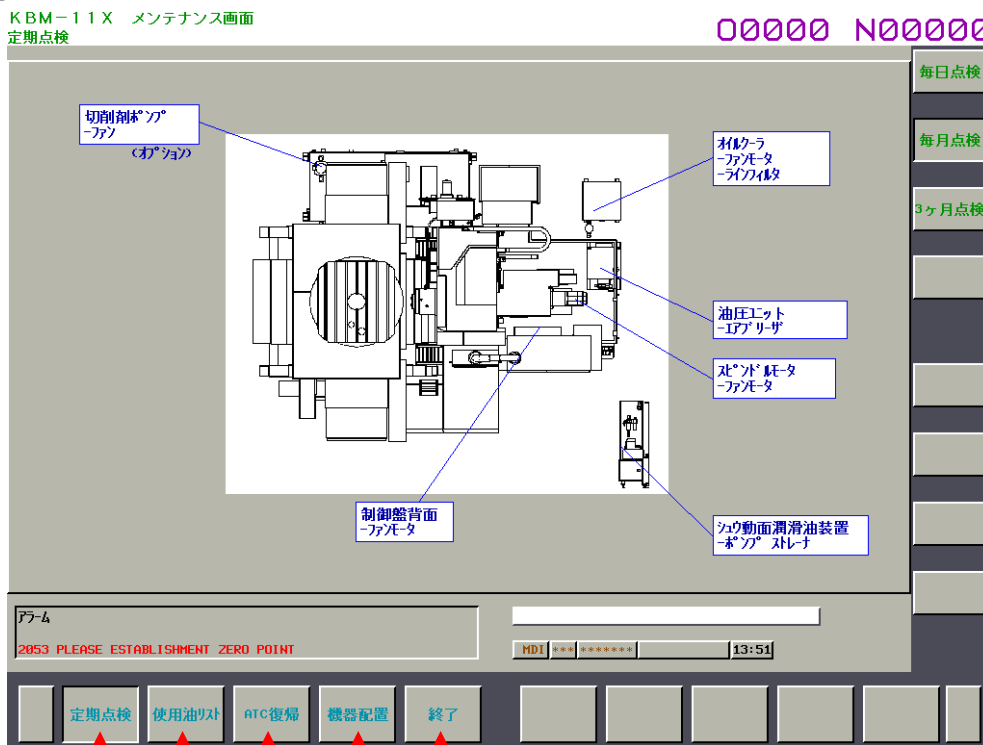 KBM-11X メンテナンス画面
定期点検
O0000 N00000
毎日点検
毎月点検
3ヶ月点検
切削剤ポンプ
-ファン
(オプション)
オイルクーラ
-ファンモータ
-ラインフィルタ
油圧ユニット
-エアブリーザ
スピンドルモータ
-ファンモータ
制御盤背面
-ファンモータ
シュウ動面潤滑油装置
-ポンプ ストレーナ
アラーム
2053 PLEASE ESTABLISHMENT ZERO POINT
MDI *** ******* 13:51
定期点検 使用油リスト ATC復帰 機器配置 終了